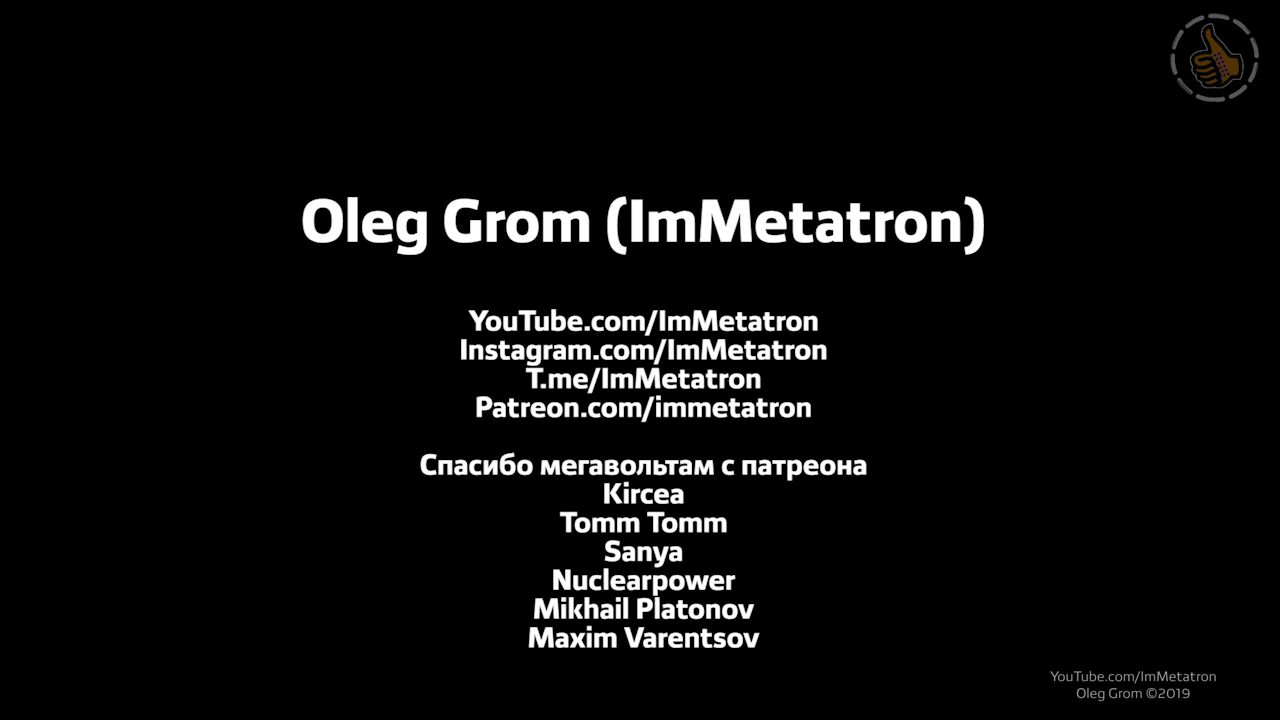 Oleg Grom (ImMetatron)
YouTube.com/ImMetatron
Instagram.com/ImMetatron
T.me/ImMetatron
Patreon.com/immetatron
Спасибо мегавольтам с патреона
Kircea
Tomm Tomm
Sanya
Nuclearpower
Mikhail Platonov
Maxim Varentsov
YouTube.com/ImMetatron
Oleg Grom ©2019